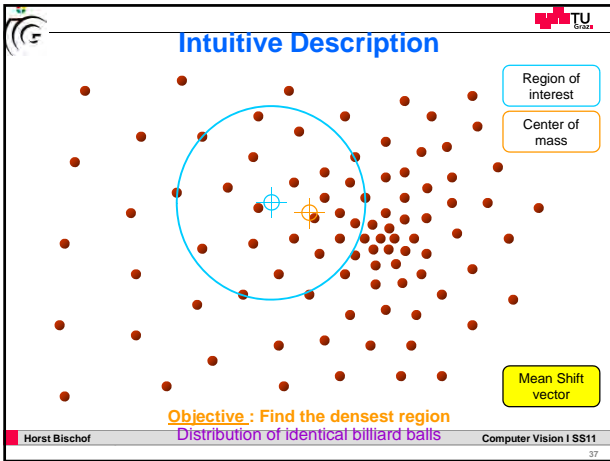 TU
Graz
Intuitive Description
Region of
interest
Center of
mass
Mean Shift
vector
Objective : Find the densest region
Distribution of identical billiard balls
Horst Bischof
Computer Vision I SS11
37